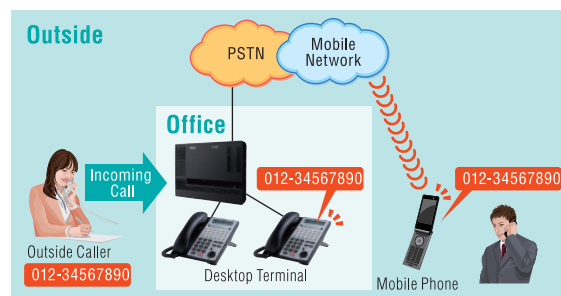 Outside
PSTN
Mobile
Network
Office
Incoming
Call
012-34567890
012-34567890
Outside Caller
012-34567890
Desktop Terminal
Mobile Phone